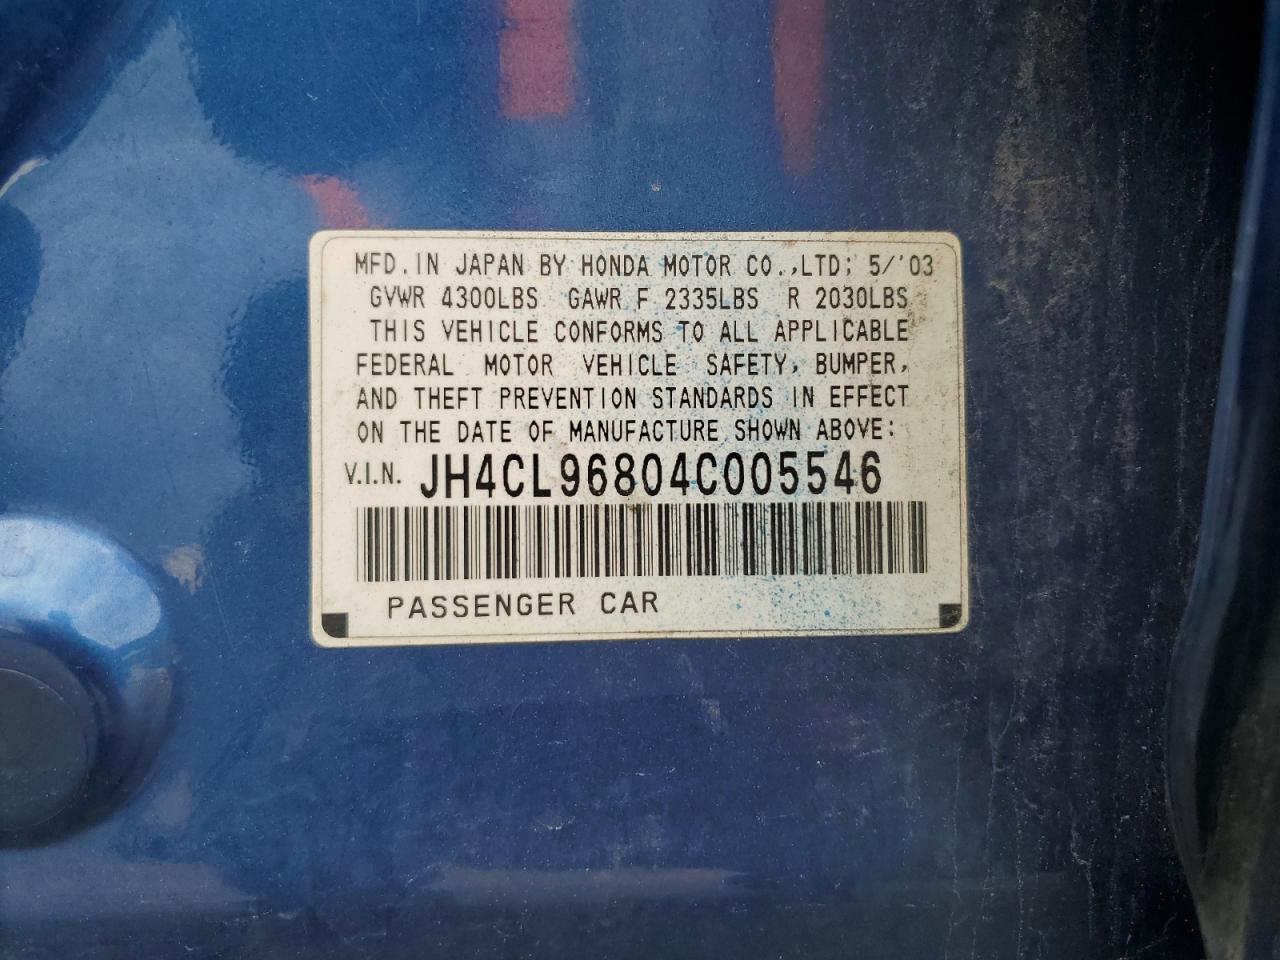 MFD. IN JAPAN BY HONDA MOTOR CO.,LTD; 5/'03
GVWR 4300LBS GAWR F 2335LBS R 2030LBS
THIS VEHICLE CONFORMS TO ALL APPLICABLE
FEDERAL MOTOR VEHICLE SAFETY, BUMPER,
AND THEFT PREVENTION STANDARDS IN EFFECT
ON THE DATE OF MANUFACTURE SHOWN ABOVE:
V.I.N. JH4CL96804C005546
PASSENGER CAR